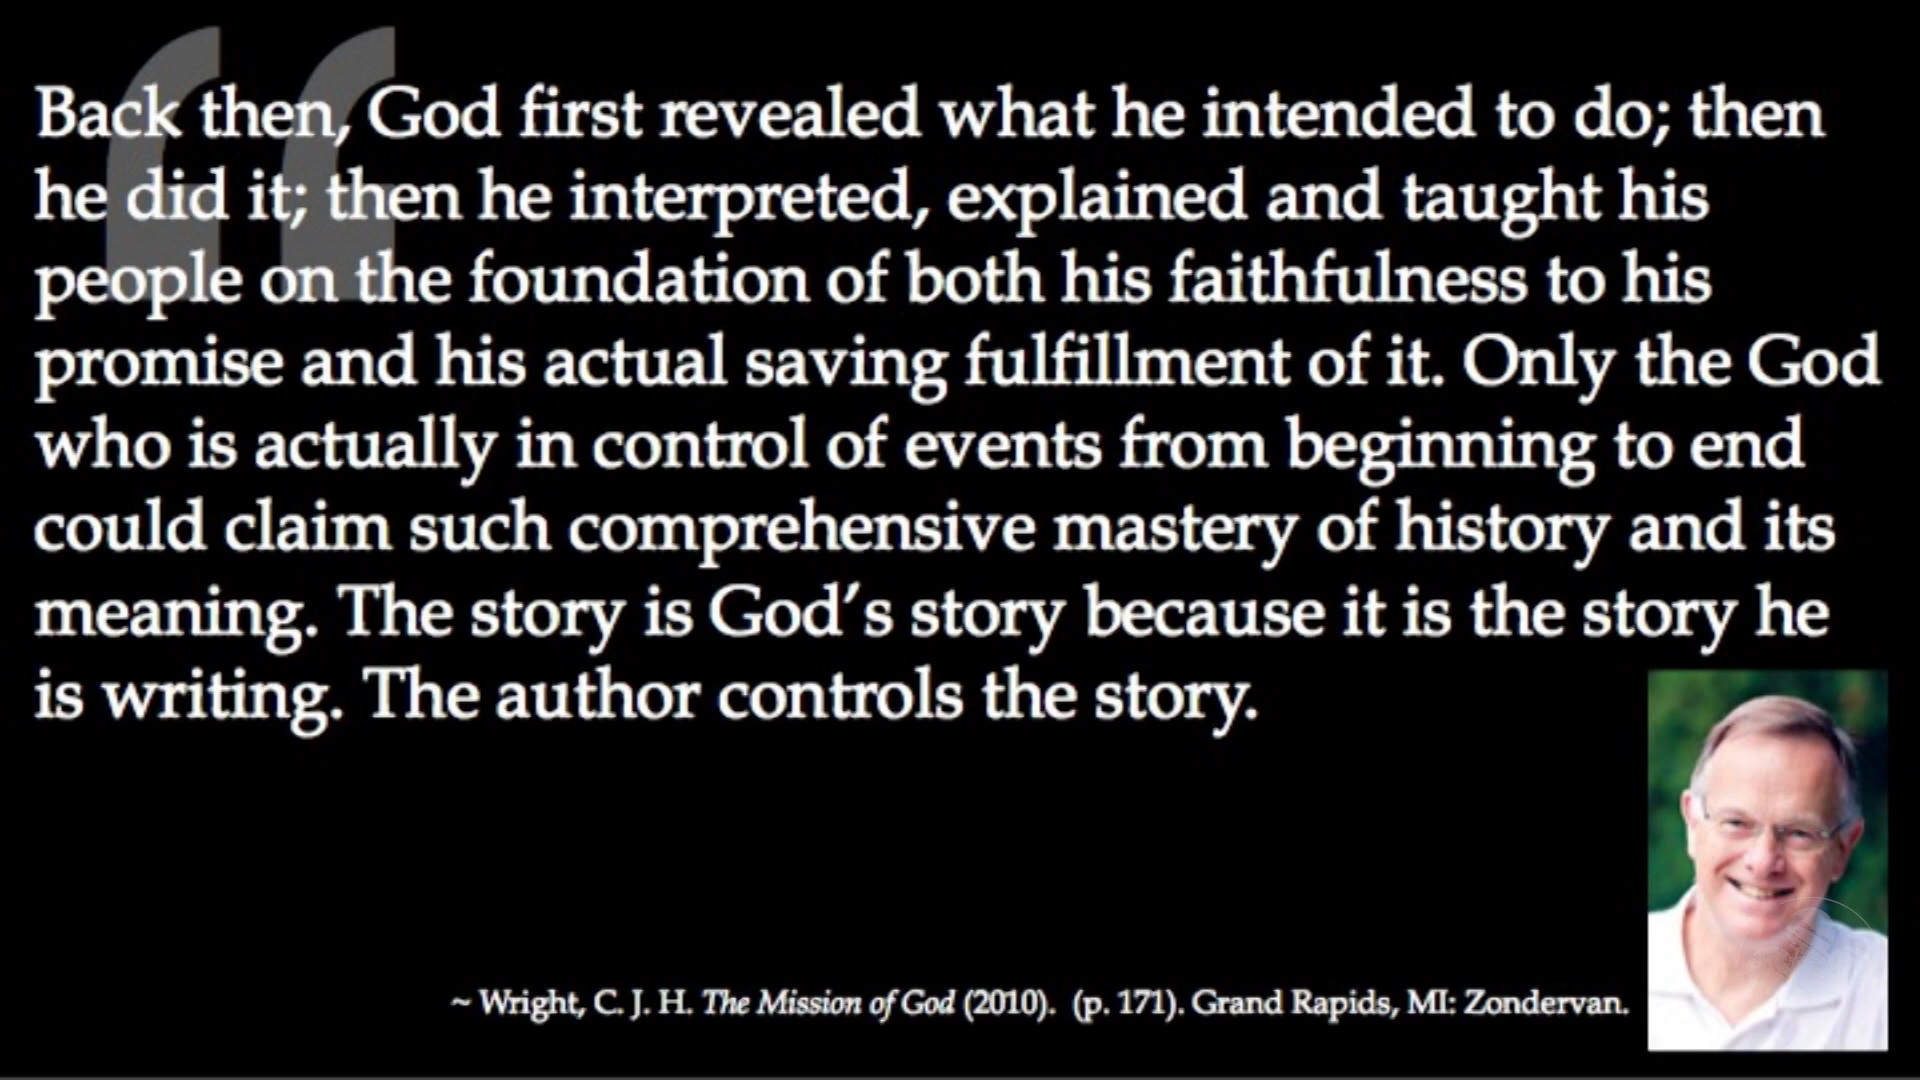 Back then, God first revealed what he intended to do; then
he did it; then he interpreted, explained and taught his
people on the foundation of both his faithfulness to his
promise and his actual saving fulfillment of it. Only the God
who is actually in control of events from beginning to end
could claim such comprehensive mastery of history and its
meaning. The story is God’s story because it is the story he
is writing. The author controls the story.
~ Wright, C. J. H. The Mission of God (2010).  (p. 171). Grand Rapids, MI: Zondervan.